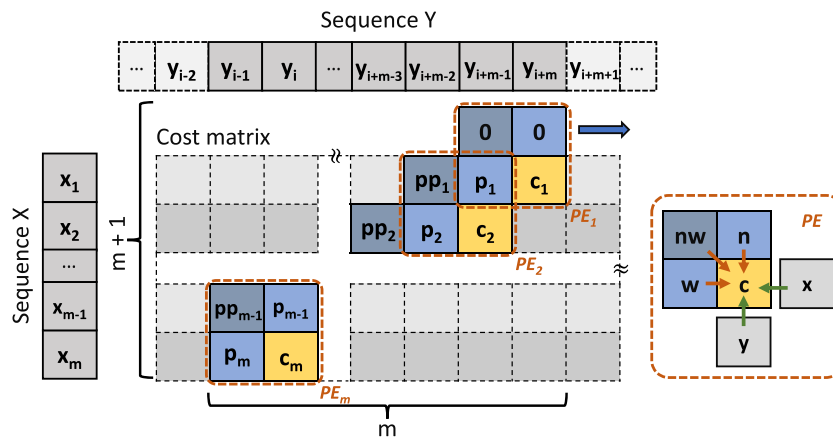 Sequence Y
... y_{i-2} y_{i-1} y_i ... y_{i+m-3} y_{i+m-2} y_{i+m-1} y_{i+m} y_{i+m+1} ...
Cost matrix
0 0
pp_1 p_1 c_1
PE_1
pp_2 p_2 c_2
PE_2
pp_{m-1} p_{m-1}
p_m c_m
PE_m
m
m + 1
Sequence X
x_1
x_2
...
x_{m-1}
x_m
PE
nw n
w c x
y